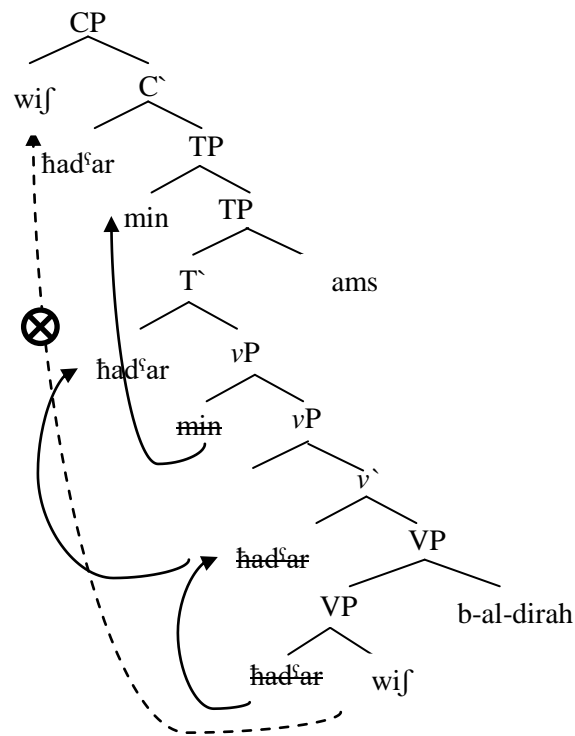 CP
wiʃ
C`
ħadˤar
TP
min
TP
T`
ams
ħadˤar
vP
min
vP
v`
ħadˤar
VP
VP
b-al-dirah
ħadˤar
wiʃ